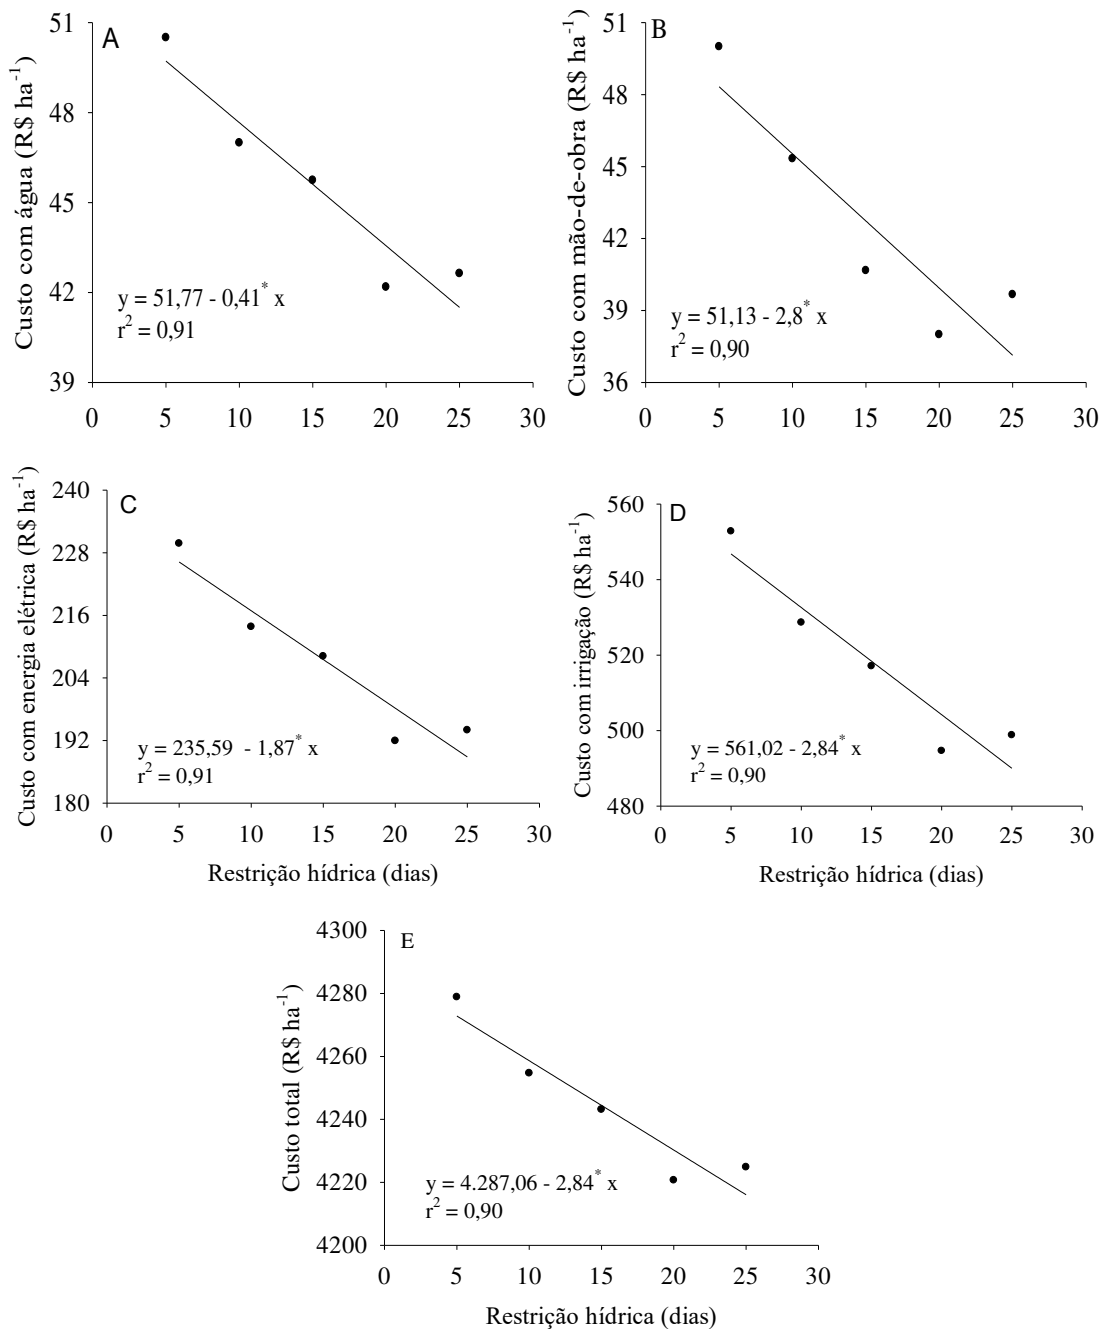 A
Custo com água (R$ ha⁻¹)
51
48
45
42
39
y = 51,77 - 0,41* x
r² = 0,91
0 5 10 15 20 25 30
B
Custo com mão-de-obra (R$ ha⁻¹)
51
48
45
42
39
36
y = 51,13 - 2,8* x
r² = 0,90
0 5 10 15 20 25 30
C
Custo com energia elétrica (R$ ha⁻¹)
240
228
216
204
192
180
y = 235,59 - 1,87* x
r² = 0,91
0 5 10 15 20 25 30
Restrição hídrica (dias)
D
Custo com irrigação (R$ ha⁻¹)
560
540
520
500
480
y = 561,02 - 2,84* x
r² = 0,90
0 5 10 15 20 25 30
Restrição hídrica (dias)
E
Custo total (R$ ha⁻¹)
4300
4280
4260
4240
4220
4200
y = 4.287,06 - 2,84* x
r² = 0,90
0 5 10 15 20 25 30
Restrição hídrica (dias)